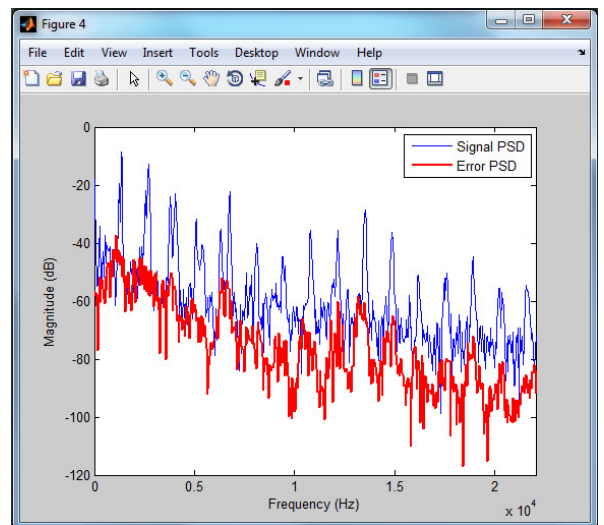 Figure 4
File Edit View Insert Tools Desktop Window Help
Signal PSD
Error PSD
0
-20
-40
-60
-80
-100
-120
Magnitude (dB)
0 0.5 1 1.5 2
Frequency (Hz)
x 10^4